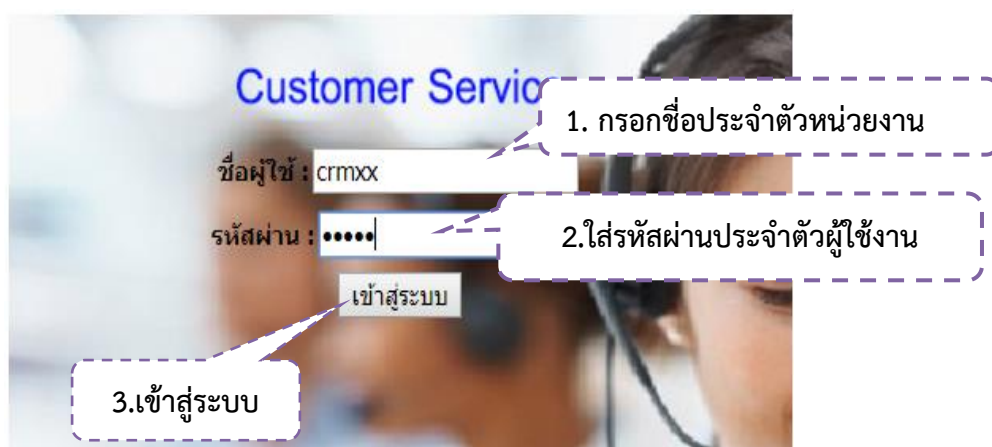 Customer Servic
1. กรอกชื่อประจำตัวหน่วยงาน
ชื่อผู้ใช้ : crmxx
รหัสผ่าน : •••••
2.ใส่รหัสผ่านประจำตัวผู้ใช้งาน
เข้าสู่ระบบ
3.เข้าสู่ระบบ